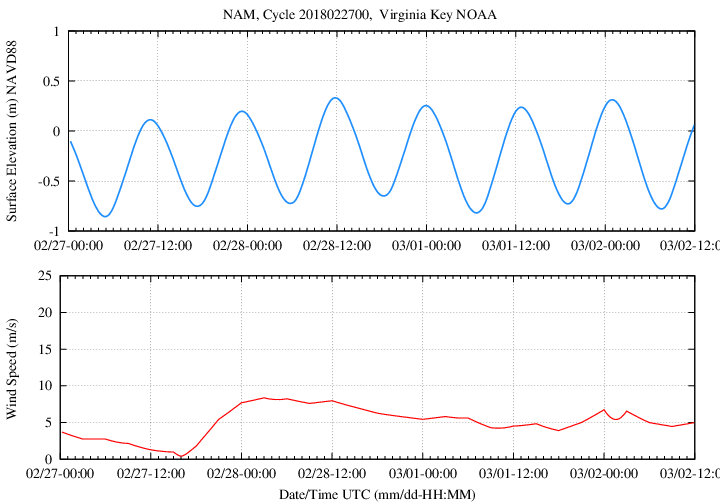 NAM, Cycle 2018022700, Virginia Key NOAA
Surface Elevation (m) NAVD88
1
0.5
0
-0.5
-1
02/27-00:00 02/27-12:00 02/28-00:00 02/28-12:00 03/01-00:00 03/01-12:00 03/02-00:00 03/02-12:0
Wind Speed (m/s)
25
20
15
10
5
0
02/27-00:00 02/27-12:00 02/28-00:00 02/28-12:00 03/01-00:00 03/01-12:00 03/02-00:00 03/02-12:0
Date/Time UTC (mm/dd-HH:MM)